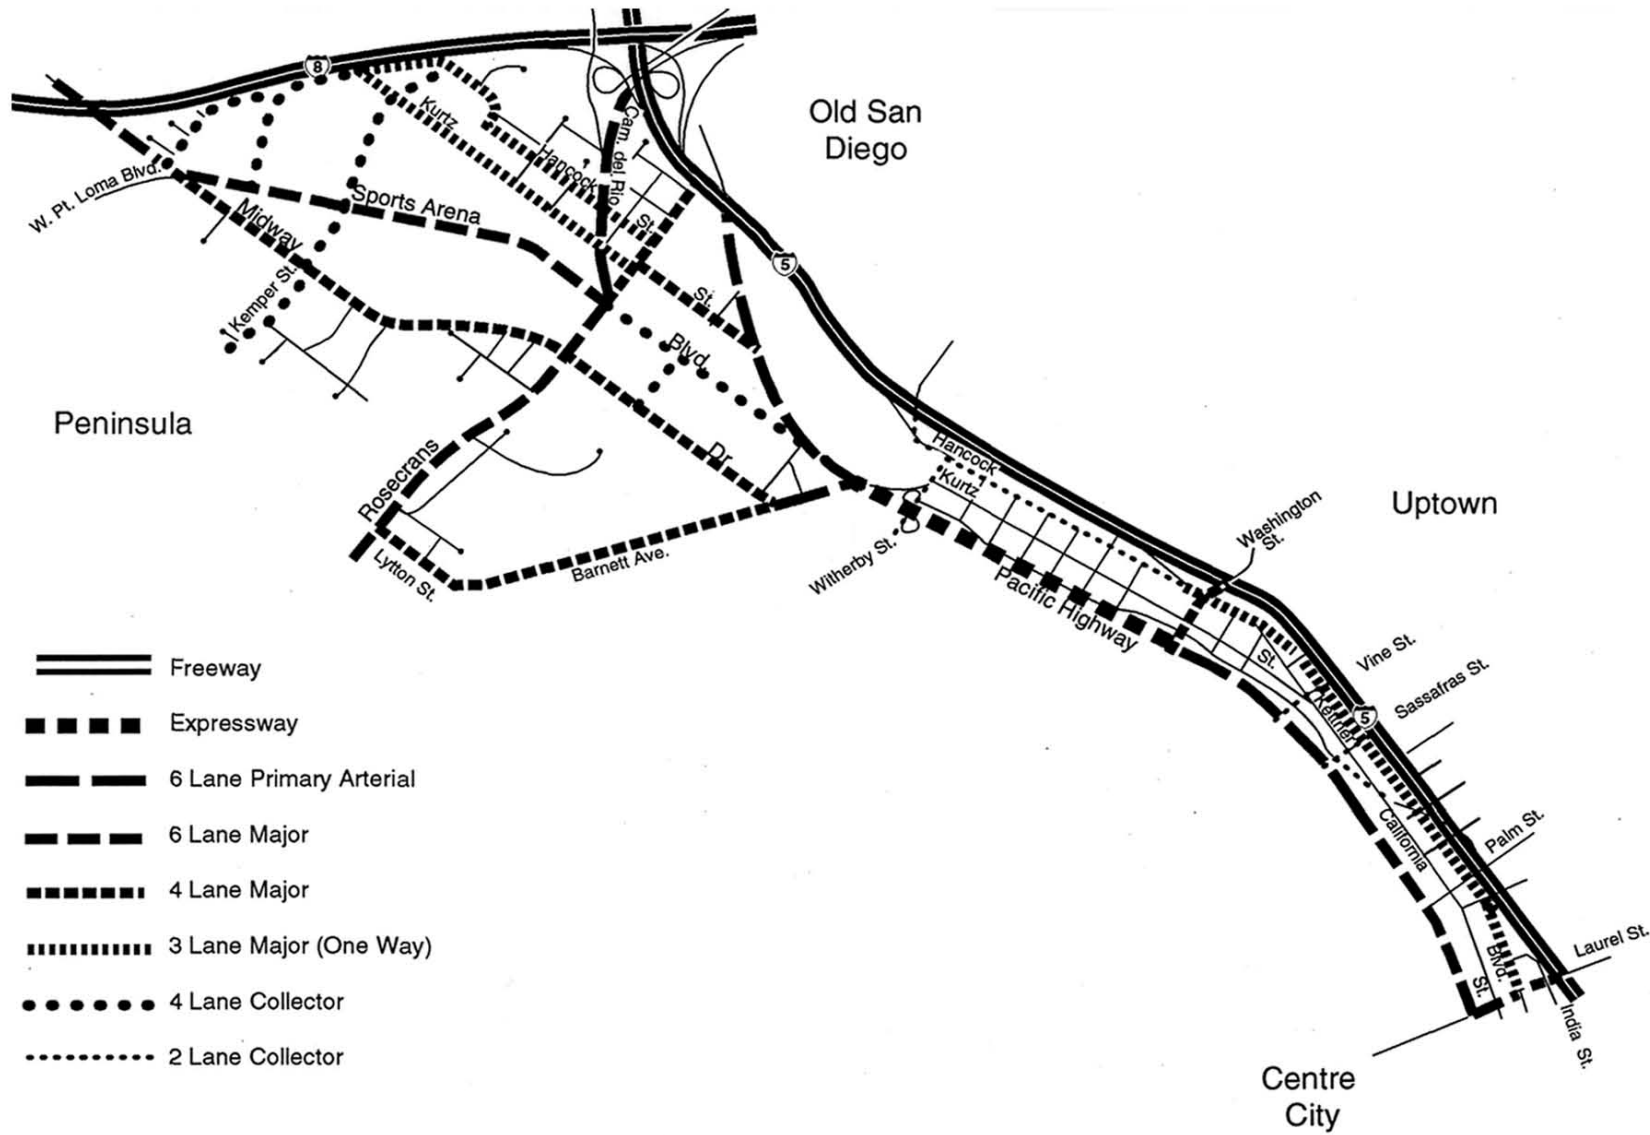 8
Old San
Diego
Kurtz
Cam. del Rio
Hancock
W. Pt. Loma Blvd.
Sports Arena
Midway
St.
5
Kemper St.
St.
Blvd.
Peninsula
Dr.
Hancock
Rosecrans
Kurtz
Uptown
Washington
St.
Lytton St.
Barnett Ave.
Witherby St.
Pacific Highway
St.
Vine St.
Sassafras St.
Kettner
5
California
Palm St.
Blvd.
St.
Laurel St.
India St.
Centre
City
Freeway
Expressway
6 Lane Primary Arterial
6 Lane Major
4 Lane Major
3 Lane Major (One Way)
4 Lane Collector
2 Lane Collector